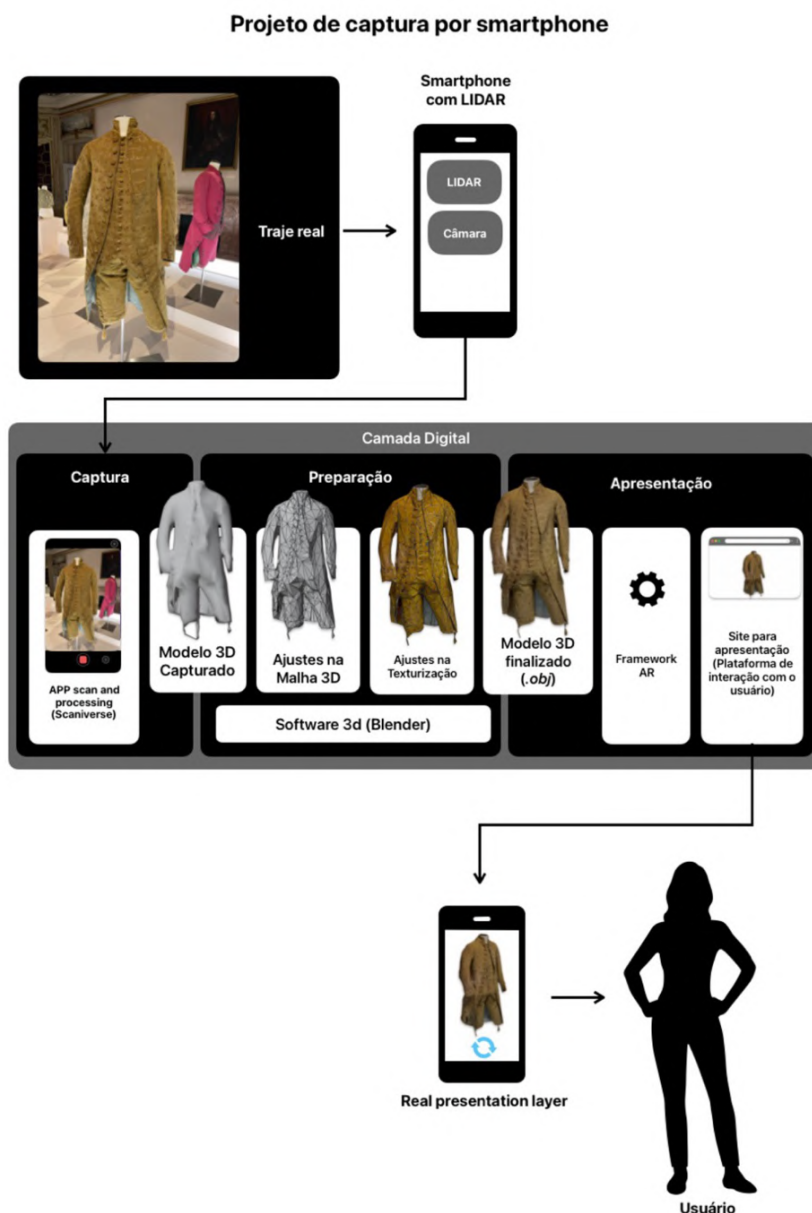 Projeto de captura por smartphone
Smartphone
com LIDAR
Traje real
LIDAR
Câmara
Camada Digital
Captura
Preparação
Apresentação
APP scan and
processing
(Scaniverse)
Modelo 3D
Capturado
Ajustes na
Malha 3D
Ajustes na
Texturização
Modelo 3D
finalizado
(.obj)
Framework
AR
Site para
apresentação
(Plataforma de
interação com o
usuário)
Software 3d (Blender)
Real presentation layer
Usuário